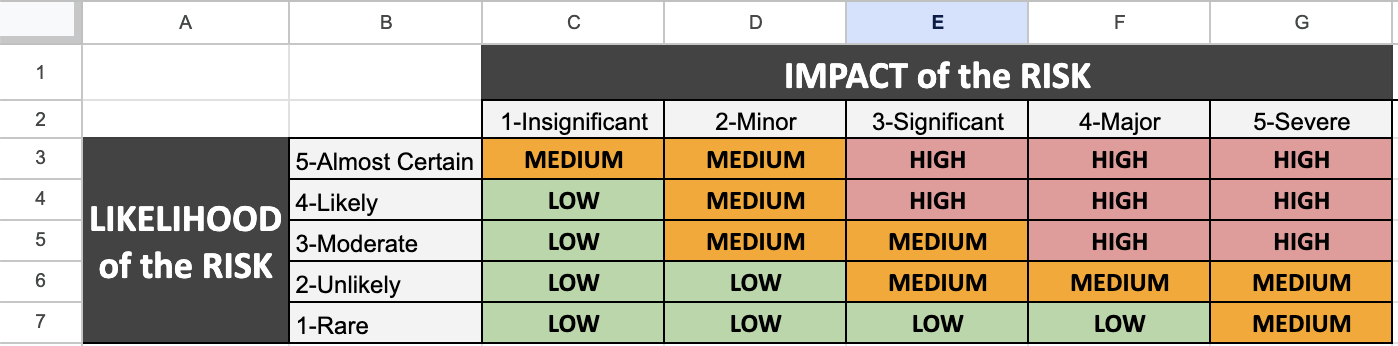 A B C D E F G
1 IMPACT of the RISK
2 1-Insignificant 2-Minor 3-Significant 4-Major 5-Severe
3 5-Almost Certain MEDIUM MEDIUM HIGH HIGH HIGH
4 4-Likely LOW MEDIUM HIGH HIGH HIGH
LIKELIHOOD
5 3-Moderate LOW MEDIUM MEDIUM HIGH HIGH
of the RISK
6 2-Unlikely LOW LOW MEDIUM MEDIUM MEDIUM
7 1-Rare LOW LOW LOW LOW MEDIUM